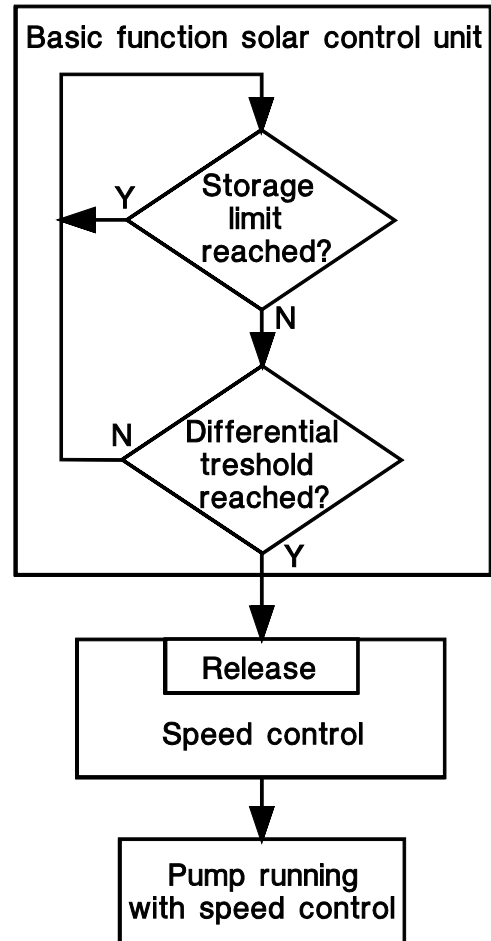 Basic function solar control unit
Y
Storage
limit
reached?
N
N
Differential
treshold
reached?
Y
Release
Speed control
Pump running
with speed control